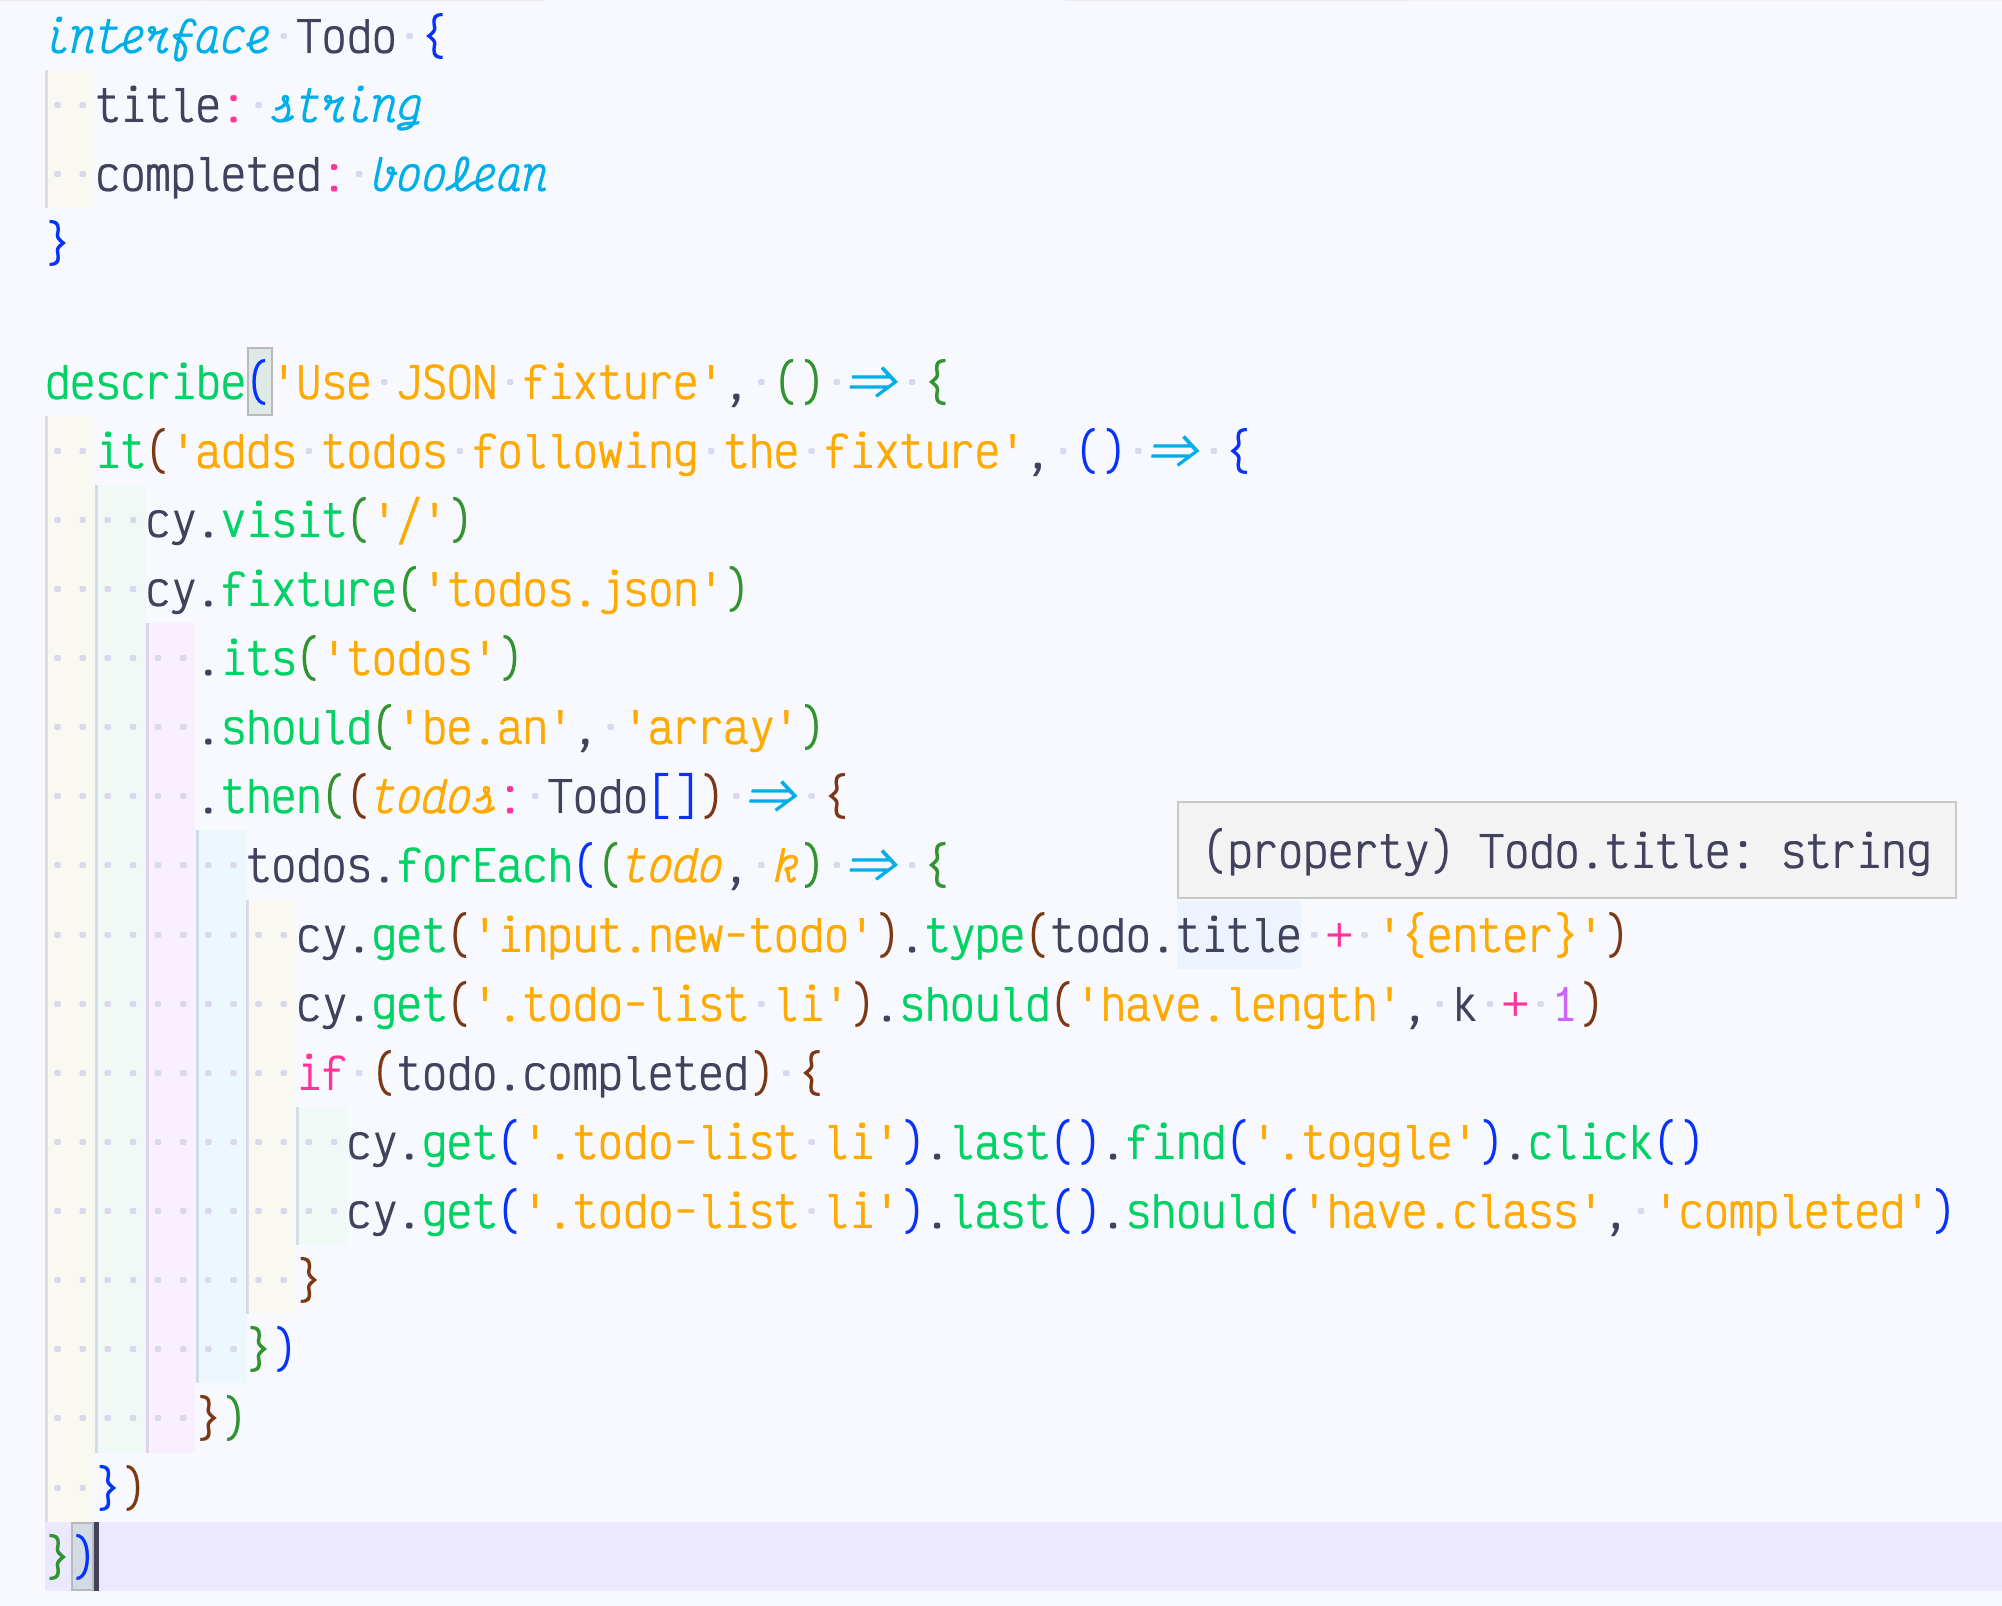 interface Todo {
  title: string
  completed: boolean
}

describe('Use JSON fixture', () => {
  it('adds todos following the fixture', () => {
    cy.visit('/')
    cy.fixture('todos.json')
      .its('todos')
      .should('be.an', 'array')
      .then((todos: Todo[]) => {
(property) Todo.title: string
        todos.forEach((todo, k) => {
          cy.get('input.new-todo').type(todo.title + '{enter}')
          cy.get('.todo-list li').should('have.length', k + 1)
          if (todo.completed) {
            cy.get('.todo-list li').last().find('.toggle').click()
            cy.get('.todo-list li').last().should('have.class', 'completed')
          }
        })
      })
  })
})